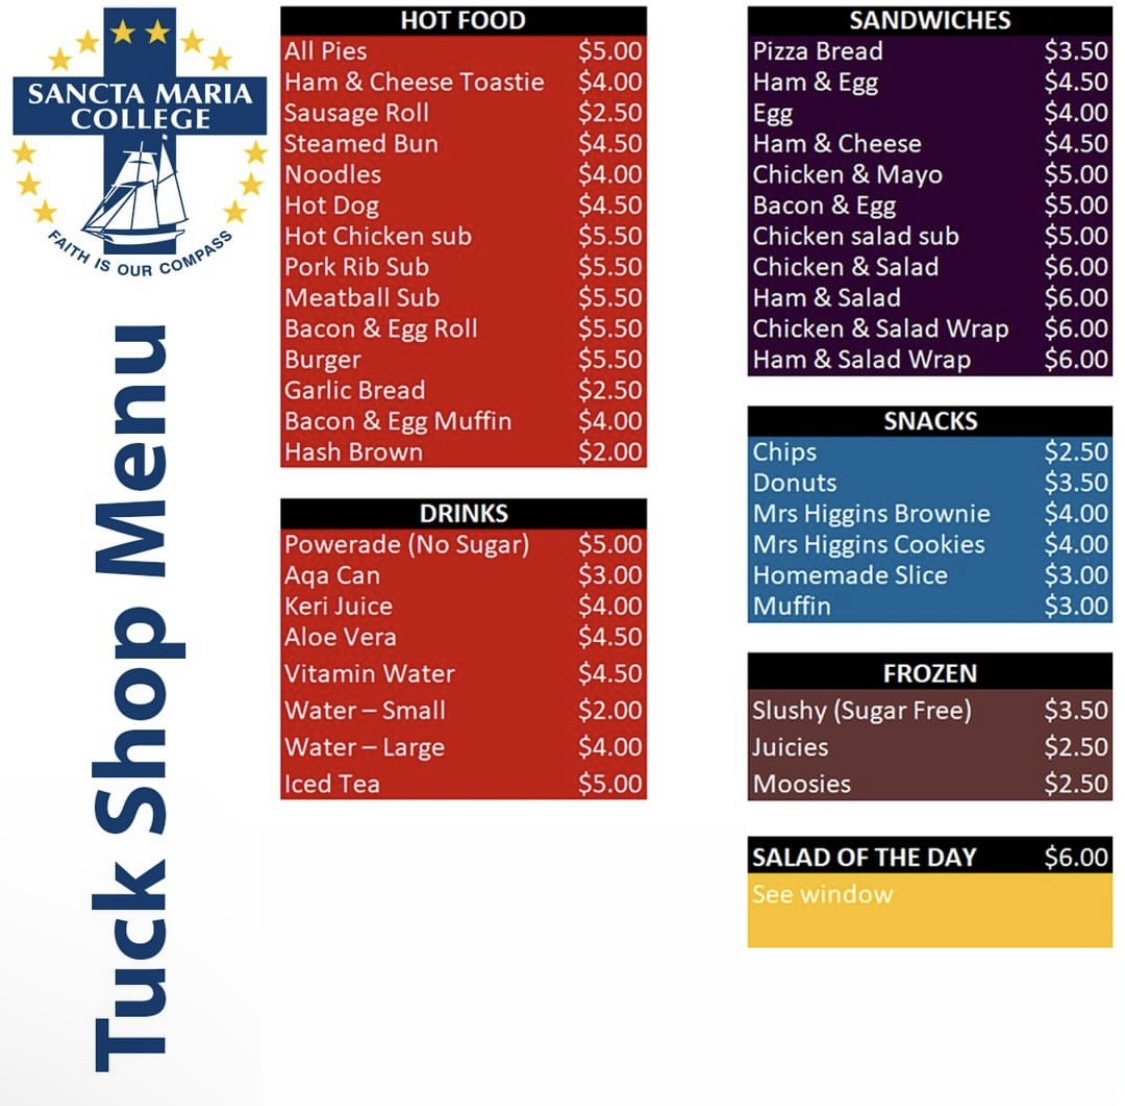 SANCTA MARIA
COLLEGE
FAITH IS OUR COMPASS
Tuck Shop Menu
HOT FOOD
All Pies $5.00
Ham & Cheese Toastie $4.00
Sausage Roll $2.50
Steamed Bun $4.50
Noodles $4.00
Hot Dog $4.50
Hot Chicken sub $5.50
Pork Rib Sub $5.50
Meatball Sub $5.50
Bacon & Egg Roll $5.50
Burger $5.50
Garlic Bread $2.50
Bacon & Egg Muffin $4.00
Hash Brown $2.00
DRINKS
Powerade (No Sugar) $5.00
Aqa Can $3.00
Keri Juice $4.00
Aloe Vera $4.50
Vitamin Water $4.50
Water – Small $2.00
Water – Large $4.00
Iced Tea $5.00
SANDWICHES
Pizza Bread $3.50
Ham & Egg $4.50
Egg $4.00
Ham & Cheese $4.50
Chicken & Mayo $5.00
Bacon & Egg $5.00
Chicken salad sub $5.00
Chicken & Salad $6.00
Ham & Salad $6.00
Chicken & Salad Wrap $6.00
Ham & Salad Wrap $6.00
SNACKS
Chips $2.50
Donuts $3.50
Mrs Higgins Brownie $4.00
Mrs Higgins Cookies $4.00
Homemade Slice $3.00
Muffin $3.00
FROZEN
Slushy (Sugar Free) $3.50
Juicies $2.50
Moosies $2.50
SALAD OF THE DAY $6.00
See window